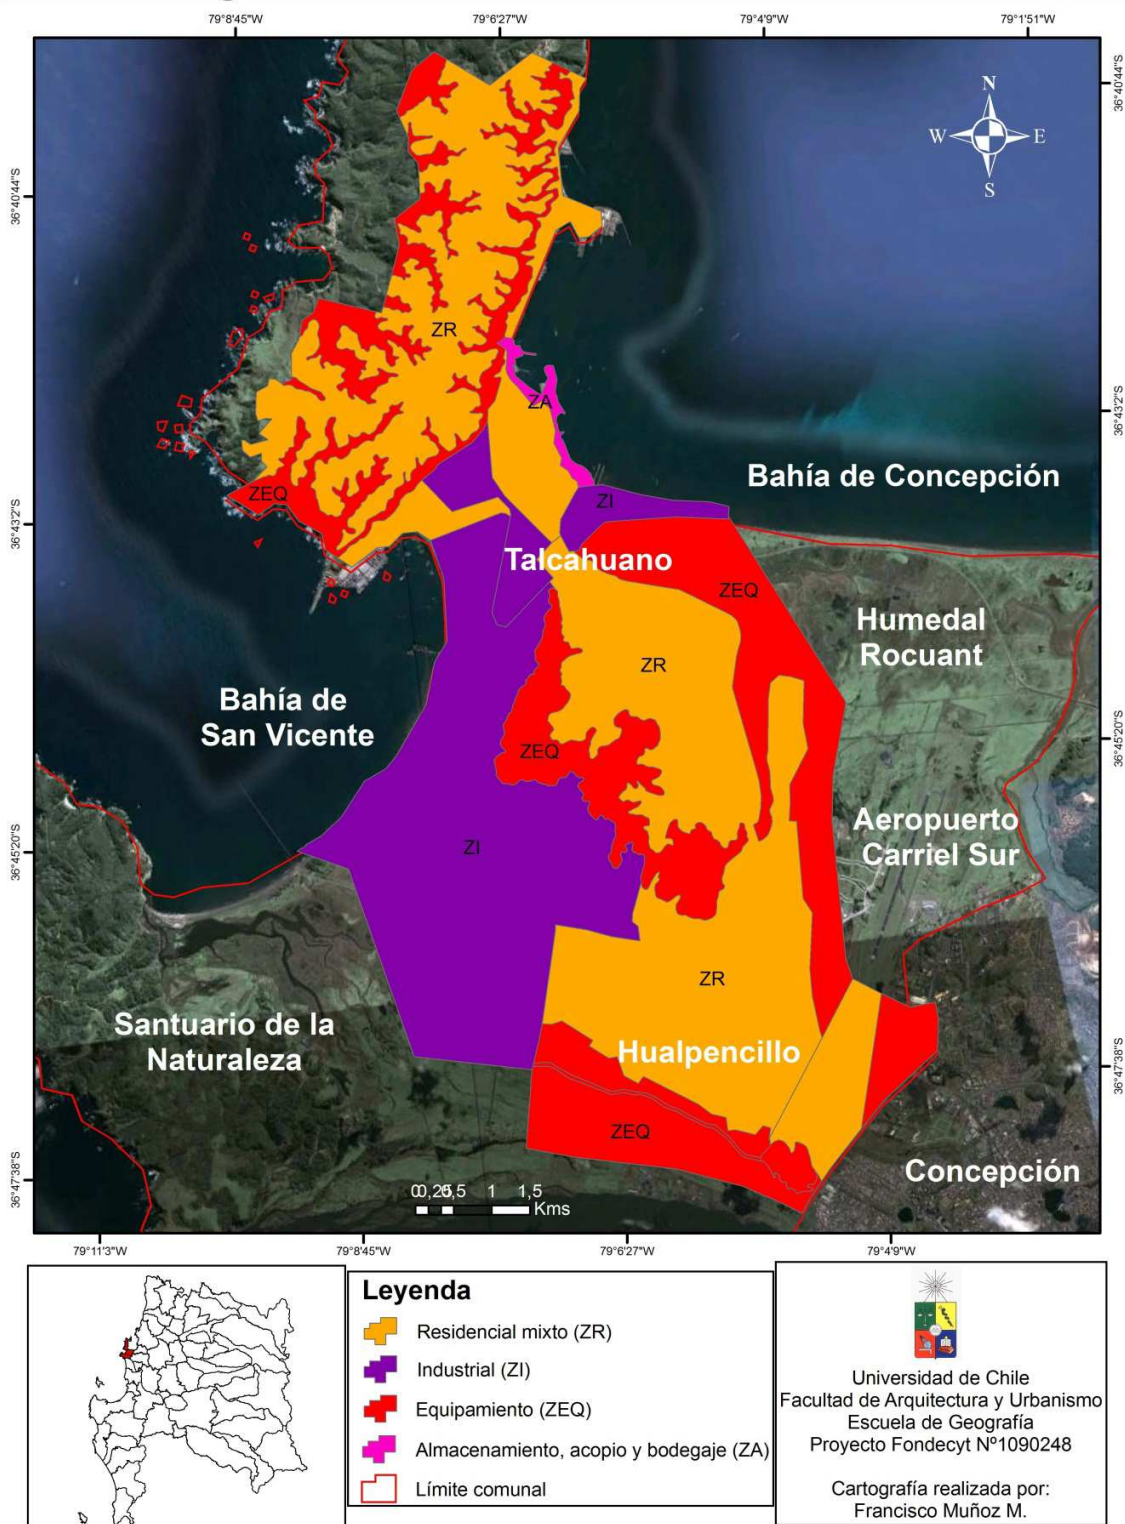 79°8'45"W 79°6'27"W 79°4'9"W 79°1'51"W
36°40'44"S
N
W E
S
36°40'44"S
ZR
ZA
36°43'2"S
Bahía de Concepción
ZEQ
ZI
36°43'2"S
Talcahuano
ZEQ
Humedal
Rocuant
ZR
Bahía de
San Vicente
ZEQ
36°45'20"S
Aeropuerto
Carriel Sur
ZI
36°45'20"S
ZR
Santuario de la
Naturaleza
Hualpencillo
36°47'38"S
ZEQ
Concepción
36°47'38"S
0 0,25 0,5 1 1,5
Kms
79°11'3"W 79°8'45"W 79°6'27"W 79°4'9"W
Leyenda
Residencial mixto (ZR)
Industrial (ZI)
Equipamiento (ZEQ)
Almacenamiento, acopio y bodegaje (ZA)
Límite comunal
Universidad de Chile
Facultad de Arquitectura y Urbanismo
Escuela de Geografía
Proyecto Fondecyt Nº1090248
Cartografía realizada por:
Francisco Muñoz M.